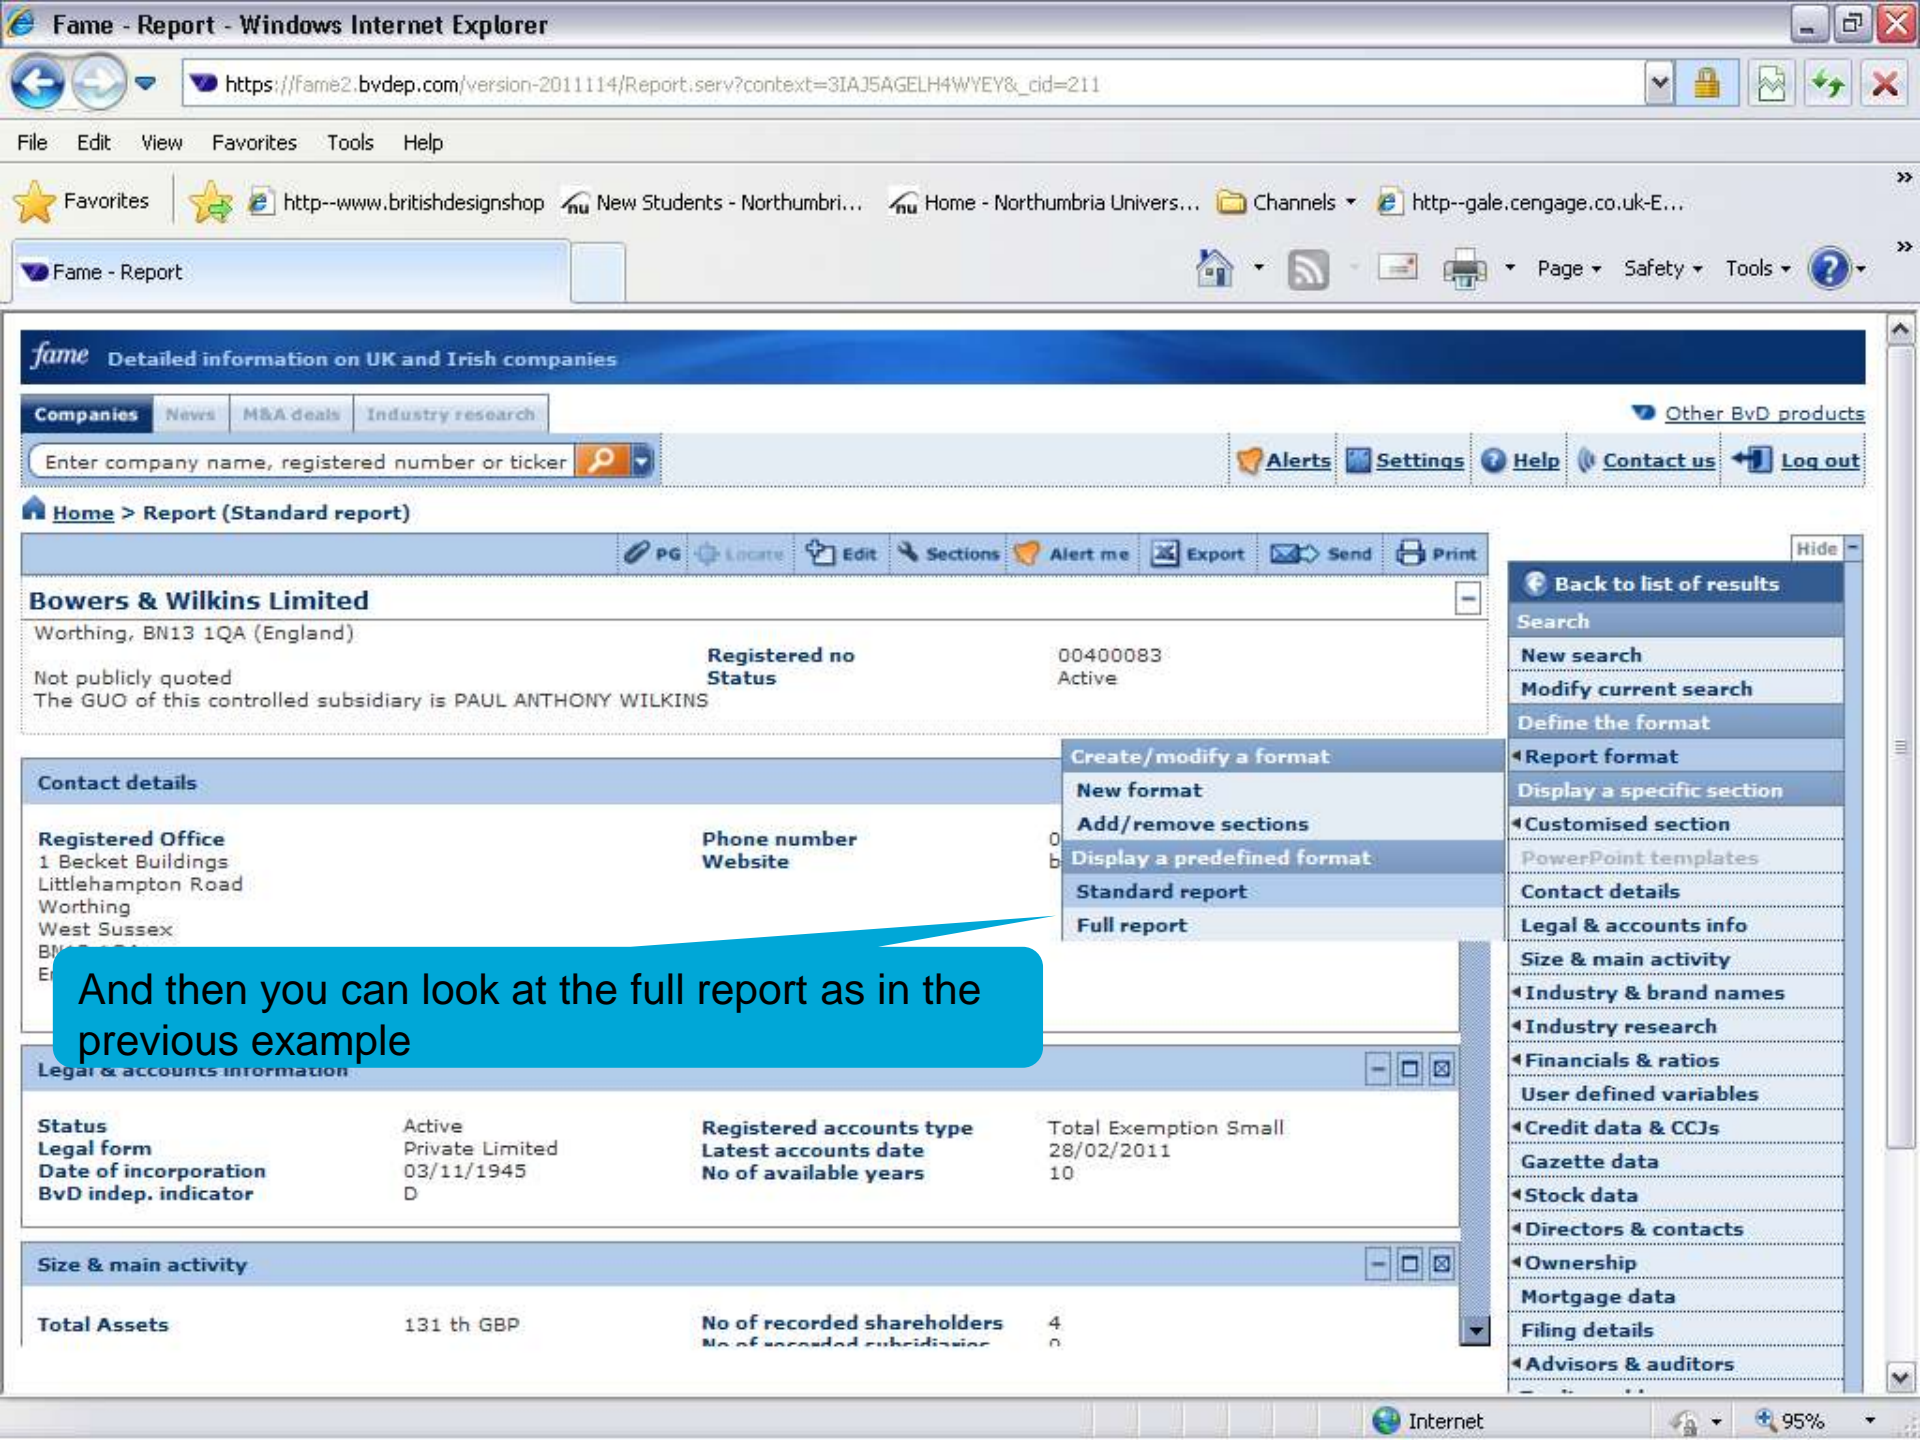 Fame - Report - Windows Internet Explorer
https://fame2.bvdep.com/version-2011114/Report.serv?context=3IAJ5AGELH4WYEY&_cid=211
File Edit View Favorites Tools Help
Favorites http--www.britishdesignshop New Students - Northumbri... Home - Northumbria Univers... Channels http--gale.cengage.co.uk-E... »
Fame - Report Page Safety Tools »
fame Detailed information on UK and Irish companies
Companies News M&A deals Industry research Other BvD products
Enter company name, registered number or ticker Alerts Settings Help Contact us Log out
Home > Report (Standard report)
PG Locate Edit Sections Alert me Export Send Print
Hide
Bowers & Wilkins Limited
Worthing, BN13 1QA (England)
Registered no 00400083
Not publicly quoted Status Active
The GUO of this controlled subsidiary is PAUL ANTHONY WILKINS
Contact details
Registered Office Phone number 0
1 Becket Buildings Website b
Littlehampton Road
Worthing
West Sussex
Create/modify a format
New format
Add/remove sections
Display a predefined format
Standard report
Full report
And then you can look at the full report as in the
previous example
Legal & accounts information
Status Active Registered accounts type Total Exemption Small
Legal form Private Limited Latest accounts date 28/02/2011
Date of incorporation 03/11/1945 No of available years 10
BvD indep. indicator D
Size & main activity
Total Assets 131 th GBP No of recorded shareholders 4
No of recorded subsidiaries 0
Back to list of results
Search
New search
Modify current search
Define the format
Report format
Display a specific section
Customised section
PowerPoint templates
Contact details
Legal & accounts info
Size & main activity
Industry & brand names
Industry research
Financials & ratios
User defined variables
Credit data & CCJs
Gazette data
Stock data
Directors & contacts
Ownership
Mortgage data
Filing details
Advisors & auditors
Internet 95%